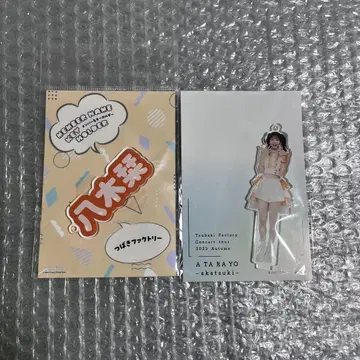 MEMBER NAME
KEY
HOLDER
八木栞
つばきファクトリー
Tsubaki Factory
Concert tour
2025 Autumn
ATARAYO
-akatsuki-